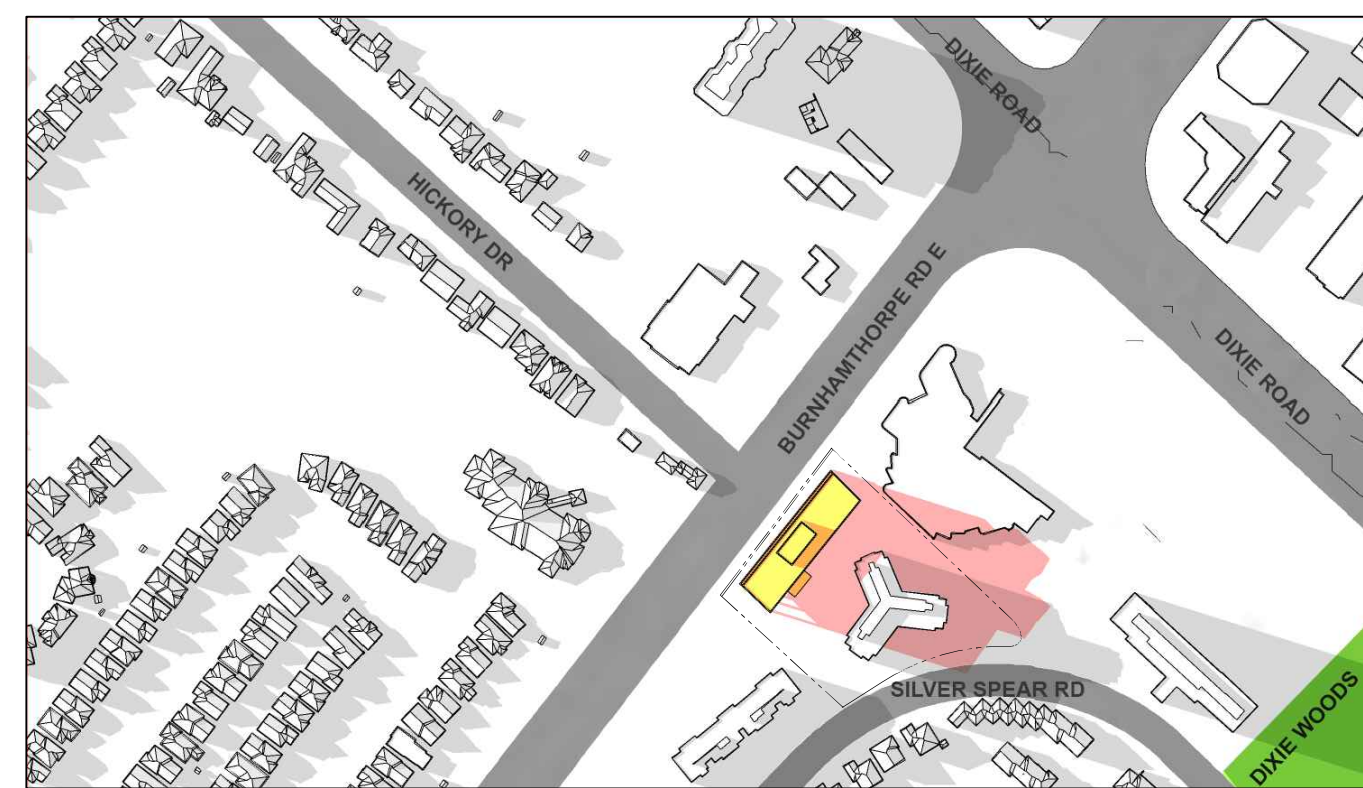 DIXIE ROAD
HICKORY DR
BURNHAMTHORPE RD E
DIXIE ROAD
SILVER SPEAR RD
DIXIE WOODS